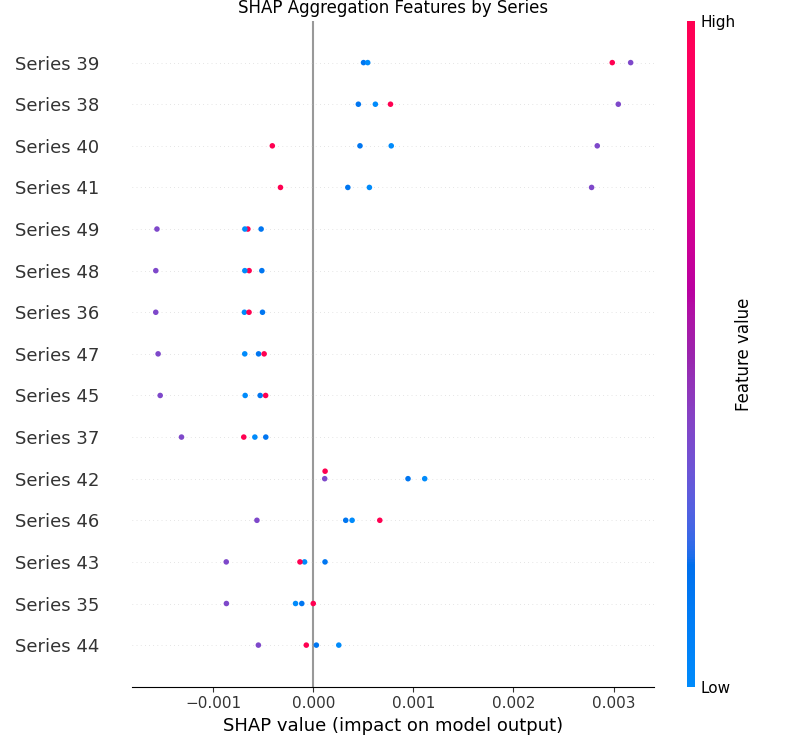 SHAP Aggregation Features by Series
High
Series 39
Series 38
Series 40
Series 41
Series 49
Series 48
Series 36
Series 47
Series 45
Series 37
Series 42
Series 46
Series 43
Series 35
Series 44
Feature value
Low
−0.001 0.000 0.001 0.002 0.003
SHAP value (impact on model output)